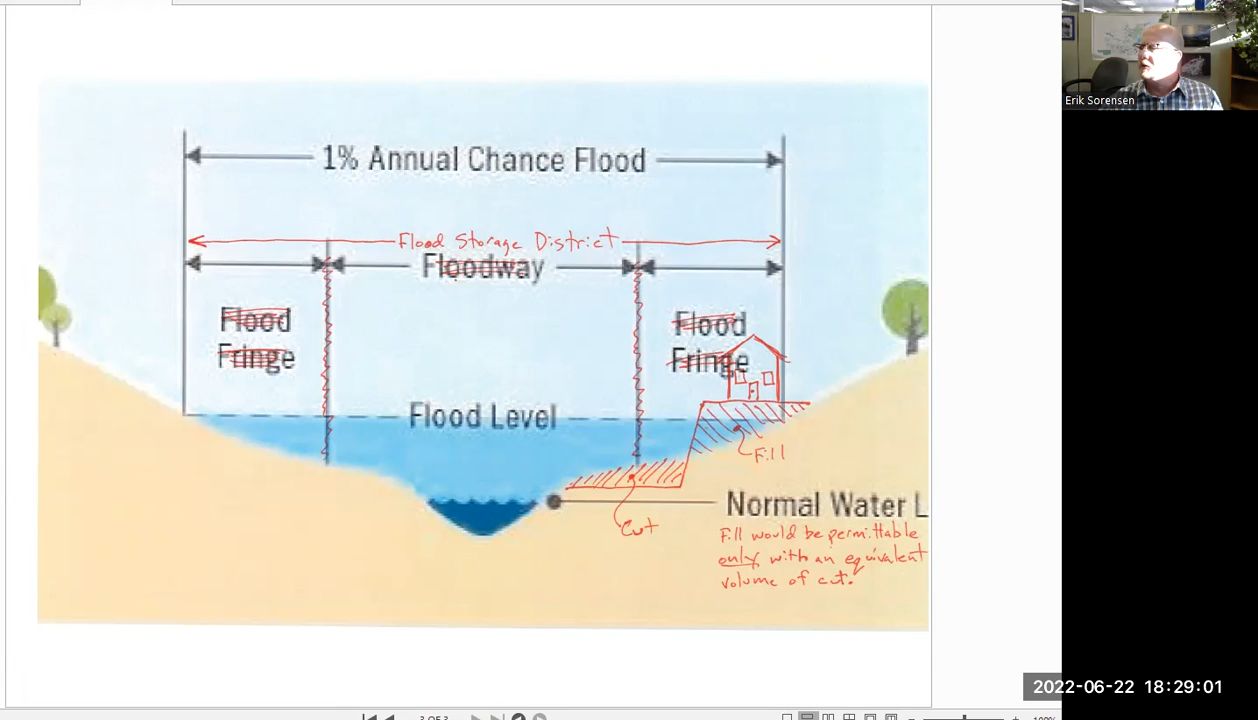 Erik Sorensen
1% Annual Chance Flood
Flood Storage District
Floodway
Flood
Fringe
Flood
Fringe
Flood Level
Fill
Normal Water L
Cut
Fill would be permittable
only with an equivalent
volume of cut.
2022-06-22 18:29:01